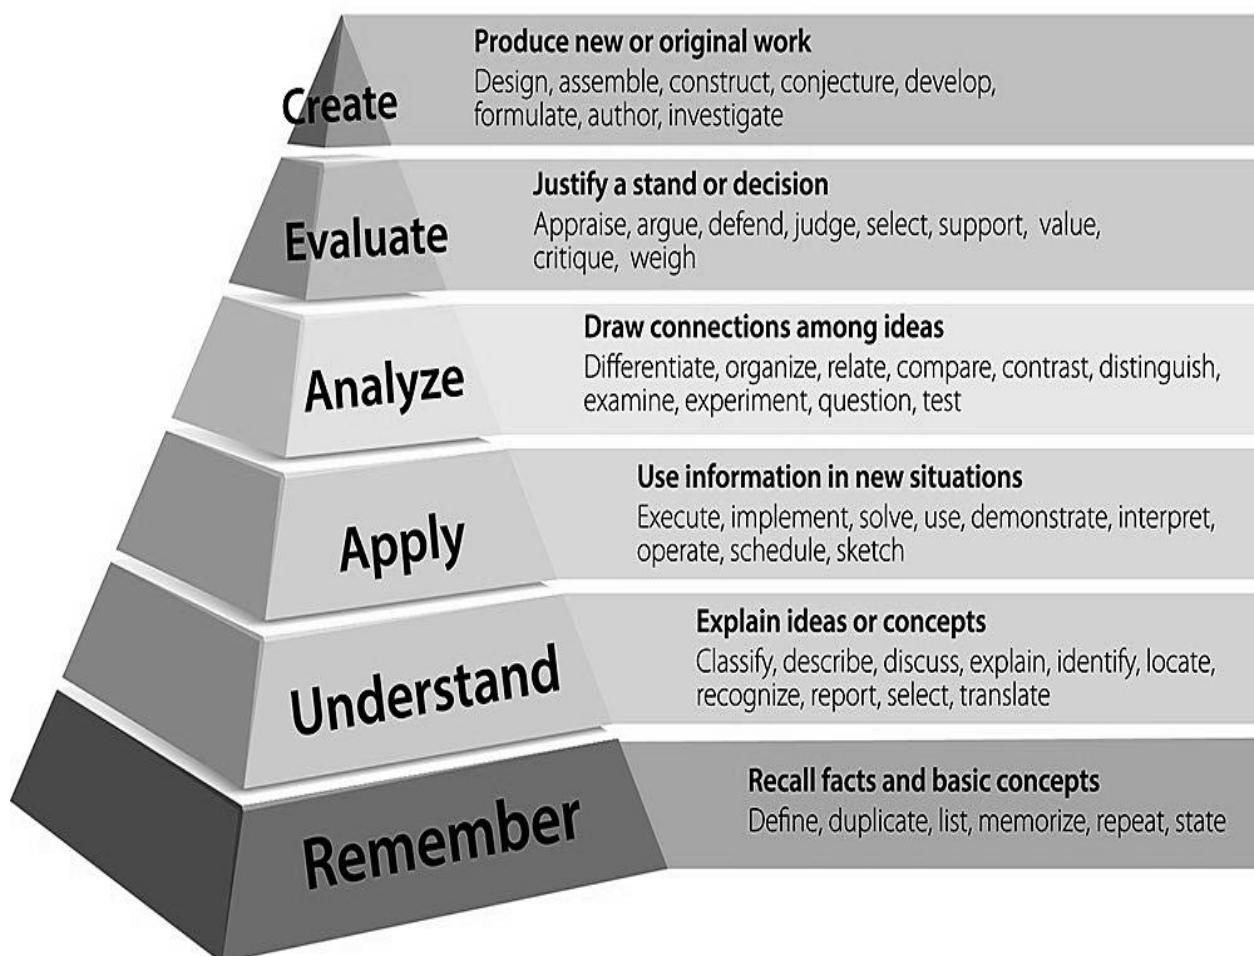 Create
Produce new or original work
Design, assemble, construct, conjecture, develop,
formulate, author, investigate
Evaluate
Justify a stand or decision
Appraise, argue, defend, judge, select, support, value,
critique, weigh
Analyze
Draw connections among ideas
Differentiate, organize, relate, compare, contrast, distinguish,
examine, experiment, question, test
Apply
Use information in new situations
Execute, implement, solve, use, demonstrate, interpret,
operate, schedule, sketch
Understand
Explain ideas or concepts
Classify, describe, discuss, explain, identify, locate,
recognize, report, select, translate
Remember
Recall facts and basic concepts
Define, duplicate, list, memorize, repeat, state